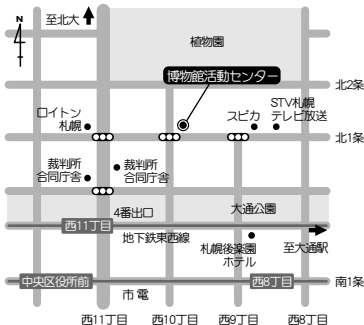 N
至北大
植物園
博物館活動センター
北2条
ロイトン
札幌
スピカ
STV札幌
テレビ放送
北1条
裁判所
合同庁舎
裁判所
合同庁舎
4番出口
大通公園
西11丁目
地下鉄東西線
札幌後楽園
ホテル
至大通駅
中央区役所前
西8丁目
南1条
市電
西11丁目
西10丁目
西9丁目
西8丁目